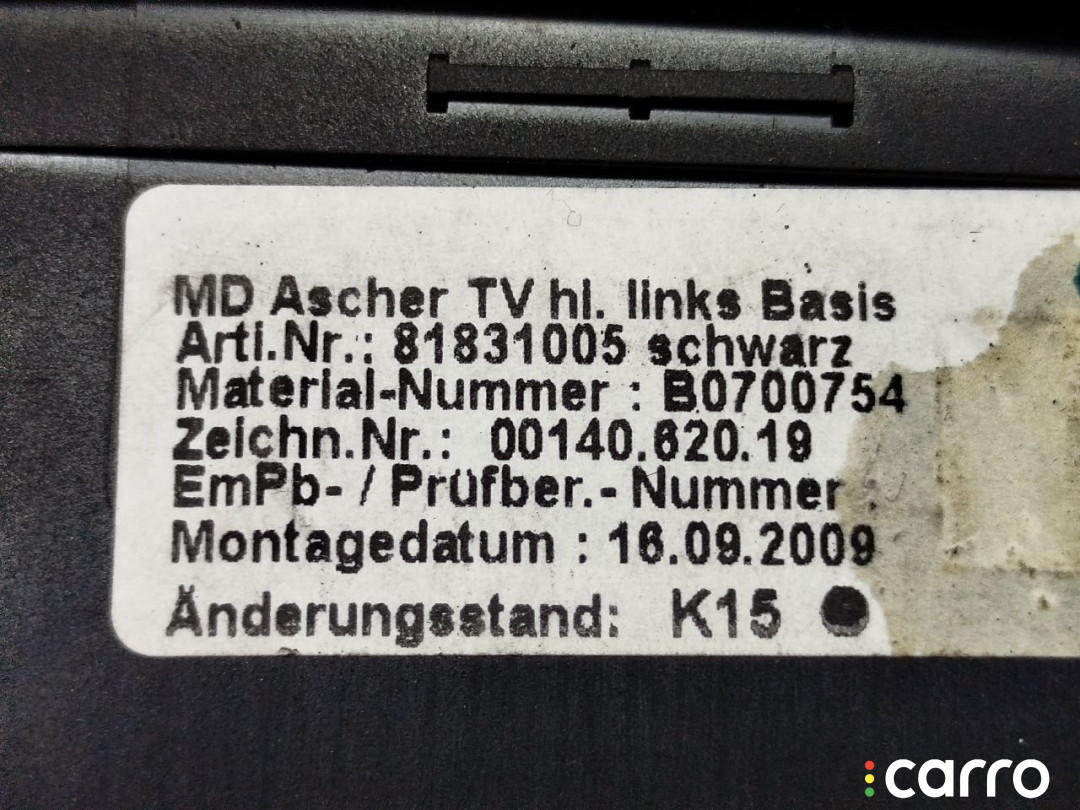 MD Ascher TV hl. links Basis
Arti.Nr.: 81831005 schwarz
Material-Nummer : B0700754
Zeichn.Nr.: 00140.620.19
EmPb- / Prüfber.- Nummer :
Montagedatum : 16.09.2009
Änderungsstand: K15
carro